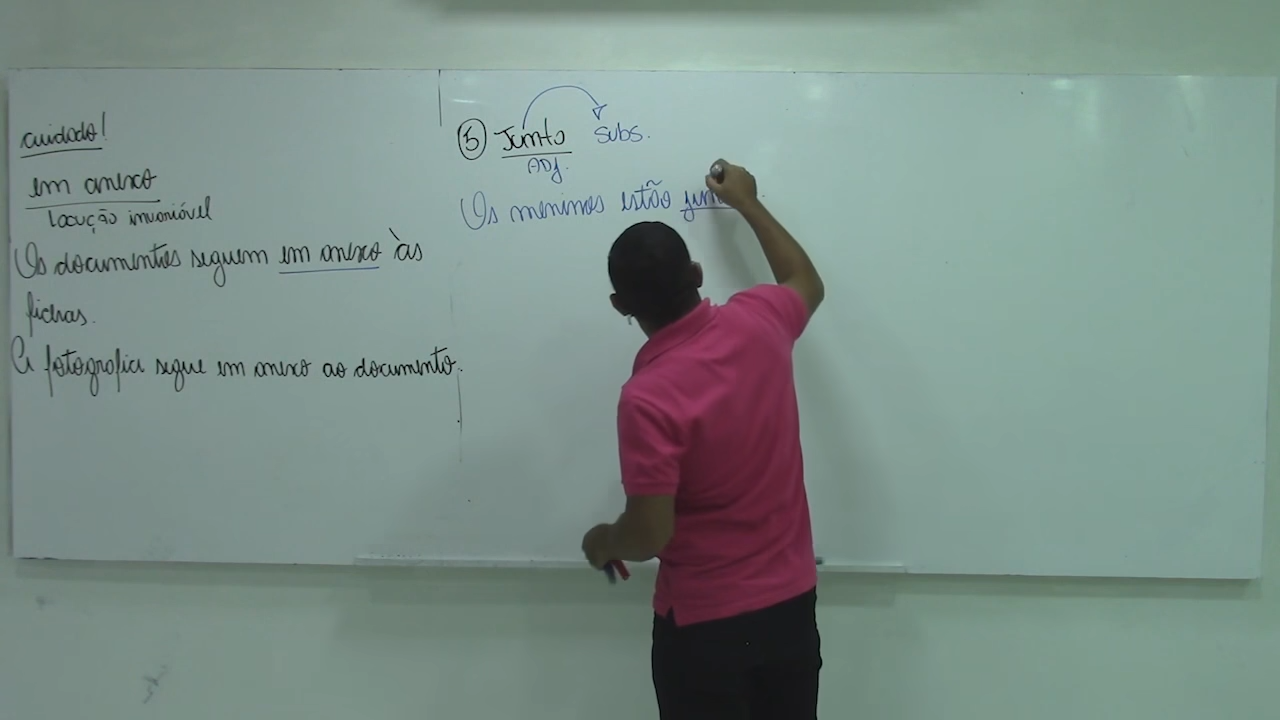 cuidado!
em anexo
locução invariável
Os documentos seguem em anexo às
fichas.
A fotografia segue em anexo ao documento.
5 Junto subs.
ADJ.
Os meninos estão